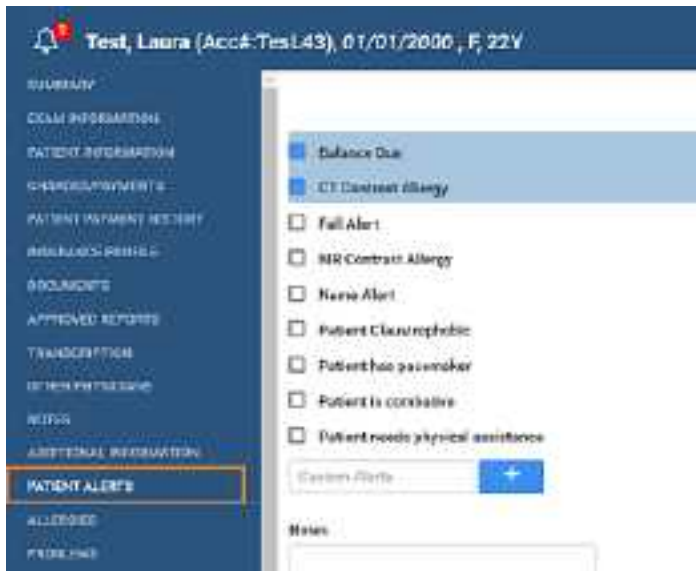 Test, Laura (Acc#:TesL43), 01/01/2000 , F, 22Y
SUMMARY
EXAM INFORMATION
PATIENT INFORMATION
CHARGES/PAYMENTS
PATIENT PAYMENT HISTORY
INSURANCE PROFILE
DOCUMENTS
APPROVED REPORTS
TRANSCRIPTION
OTHER PHYSICIANS
NOTES
ADDITIONAL INFORMATION
PATIENT ALERTS
ALLERGIES
PROBLEMS
Balance Due
CT Contrast Allergy
Fall Alert
MR Contrast Allergy
Name Alert
Patient Claustrophobic
Patient has pacemaker
Patient is combative
Patient needs physical assistance
Custom Alerts
+
Notes